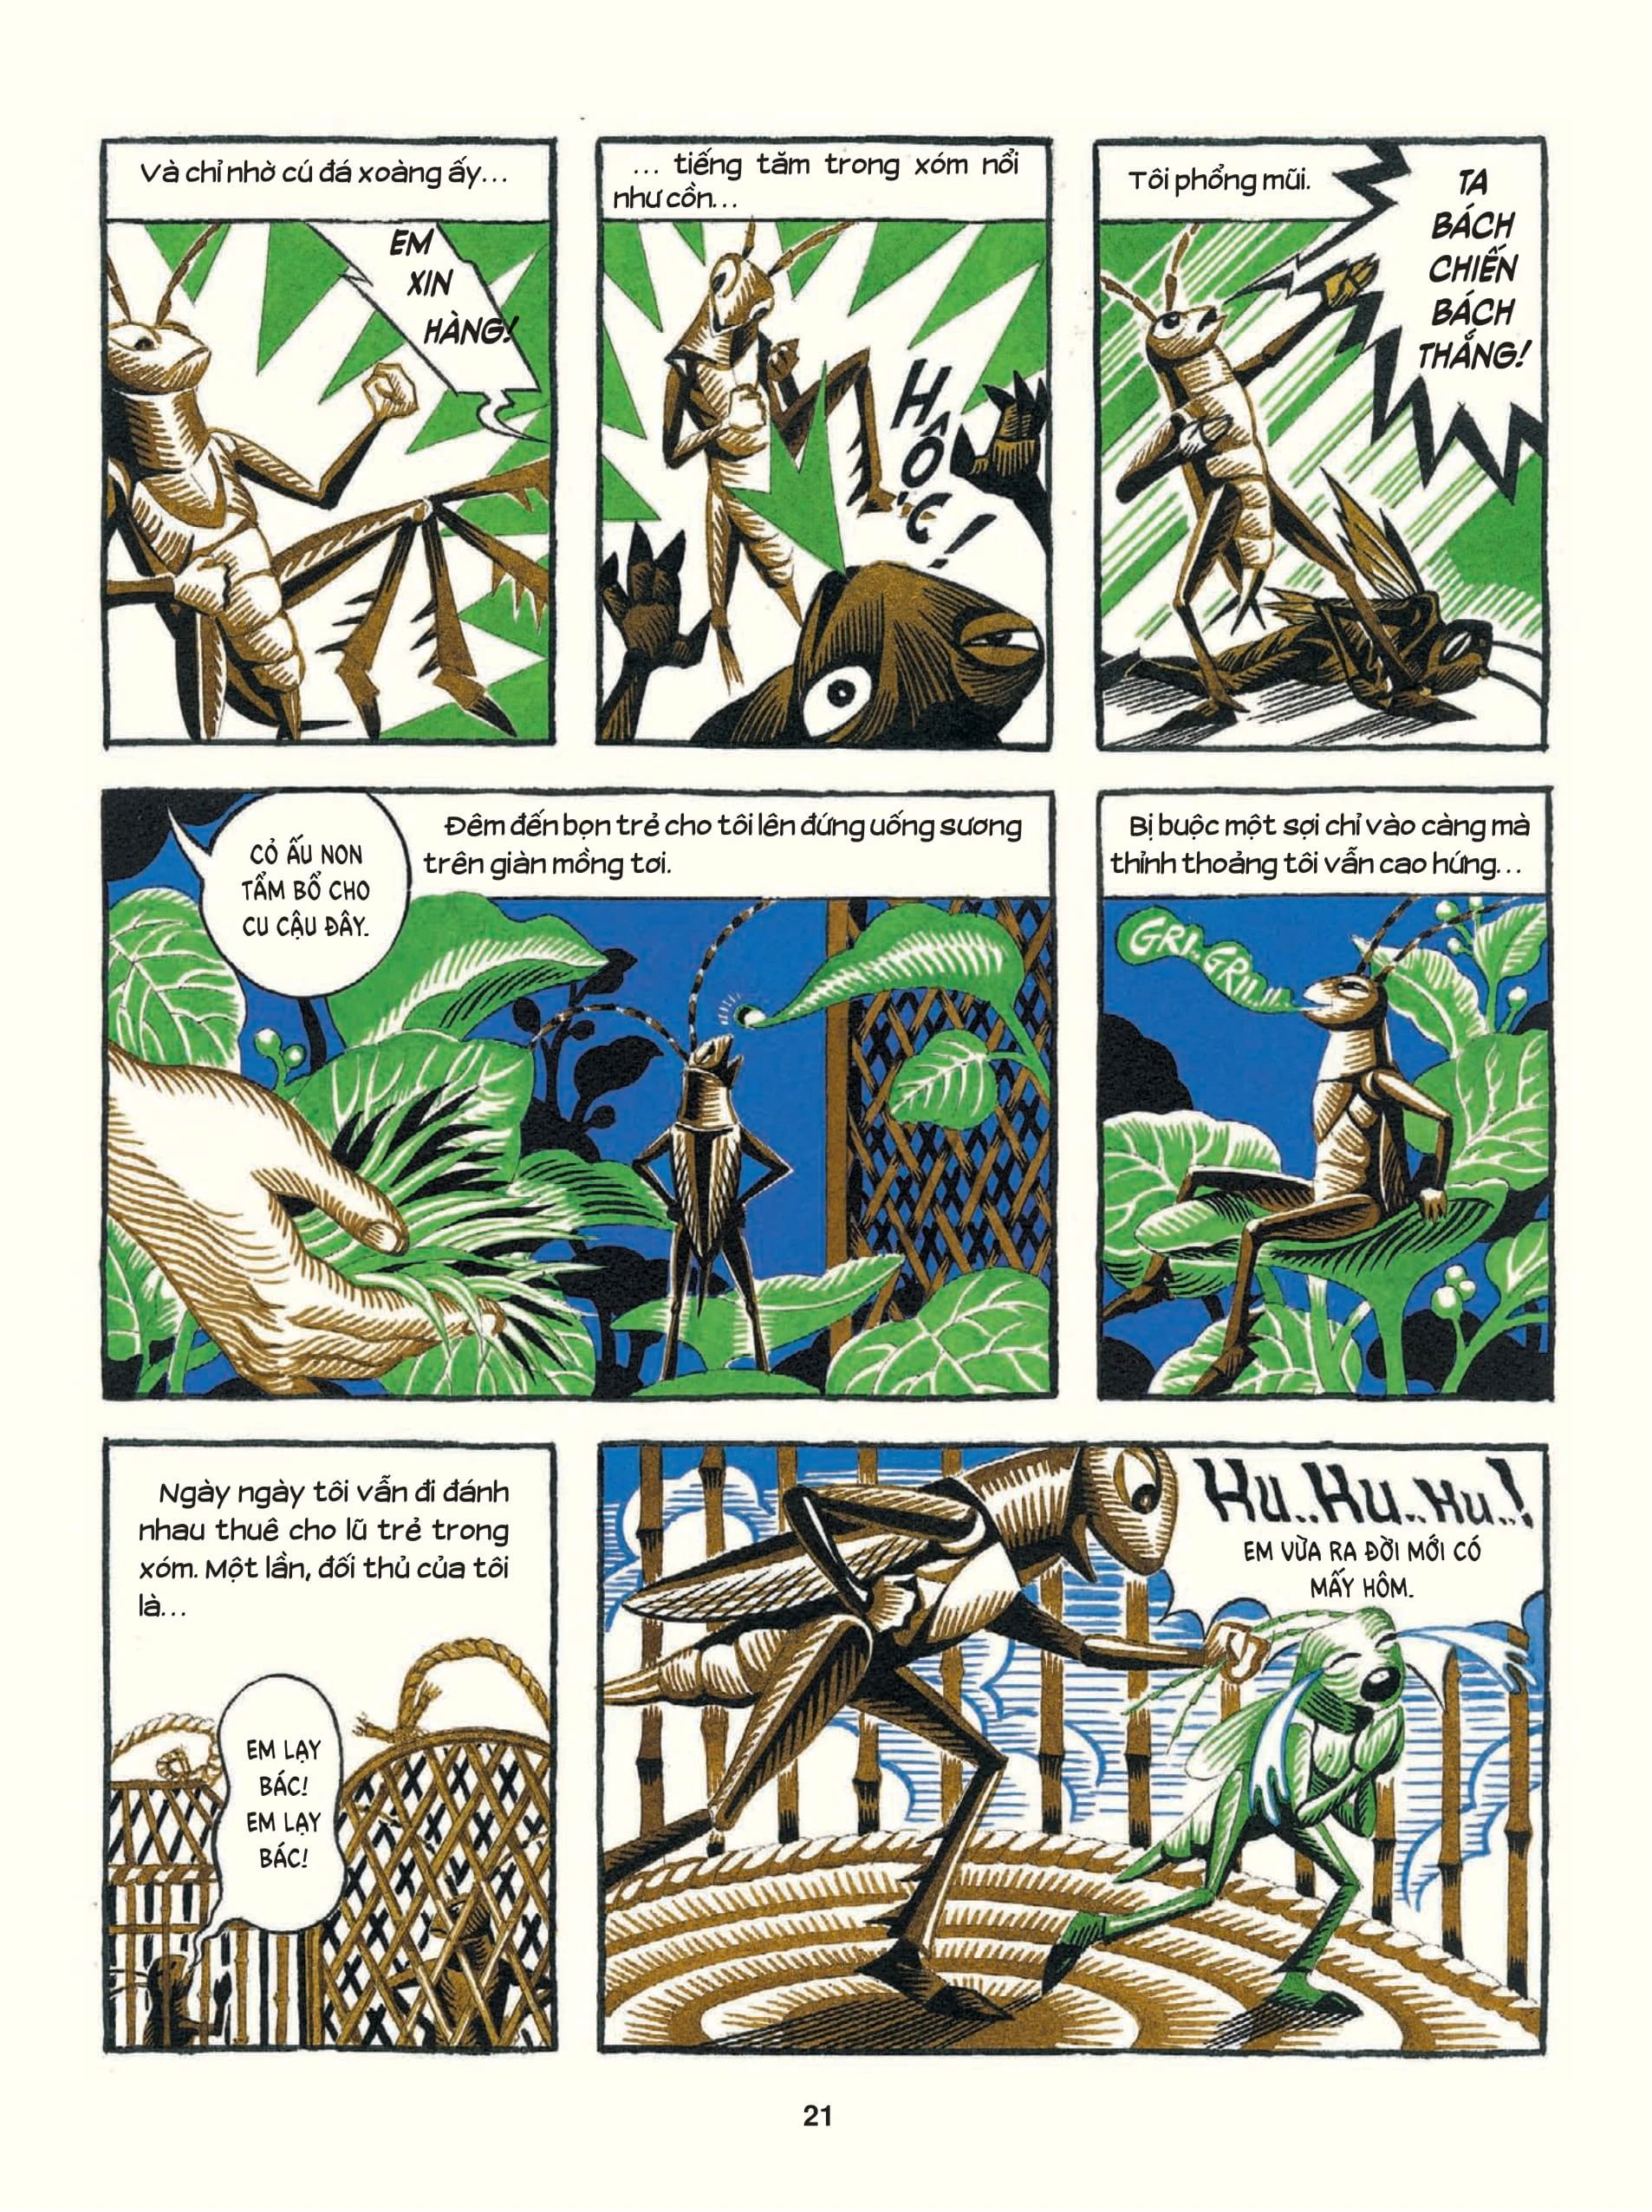 Và chỉ nhờ cú đá xoàng ấy...
EM
XIN
HÀNG!
... tiếng tăm trong xóm nổi
như cồn...
HỘC!
Tôi phổng mũi.
TA
BÁCH
CHIẾN
BÁCH
THẮNG!
CỎ ẤU NON
TẨM BỔ CHO
CU CẬU ĐÂY.
Đêm đến bọn trẻ cho tôi lên đứng uống sương
trên giàn mồng tơi.
Bị buộc một sợi chỉ vào càng mà
thỉnh thoảng tôi vẫn cao hứng...
GRI..GRII..II..
Ngày ngày tôi vẫn đi đánh
nhau thuê cho lũ trẻ trong
xóm. Một lần, đối thủ của tôi
là...
EM LẠY
BÁC!
EM LẠY
BÁC!
Hu..Hu..Hu..!
EM VỪA RA ĐỜI MỚI CÓ
MẤY HÔM.
21